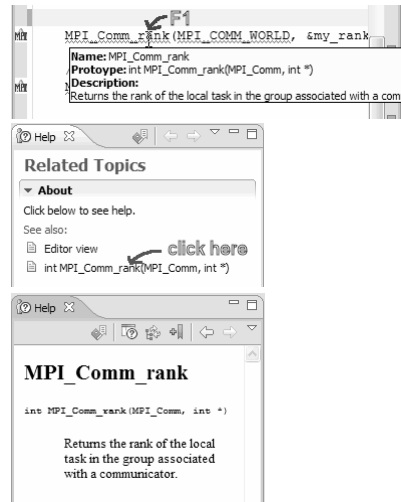 F1
MPI_Comm_rank(MPI_COMM_WORLD, &my_rank
Name: MPI_Comm_rank
Protoype: int MPI_Comm_rank(MPI_Comm, int *)
Description:
Returns the rank of the local task in the group associated with a com
Help
Related Topics
About
Click below to see help.
See also:
Editor view
click here
int MPI_Comm_rank(MPI_Comm, int *)
Help
MPI_Comm_rank
int MPI_Comm_rank(MPI_Comm, int *)
Returns the rank of the local
task in the group associated
with a communicator.